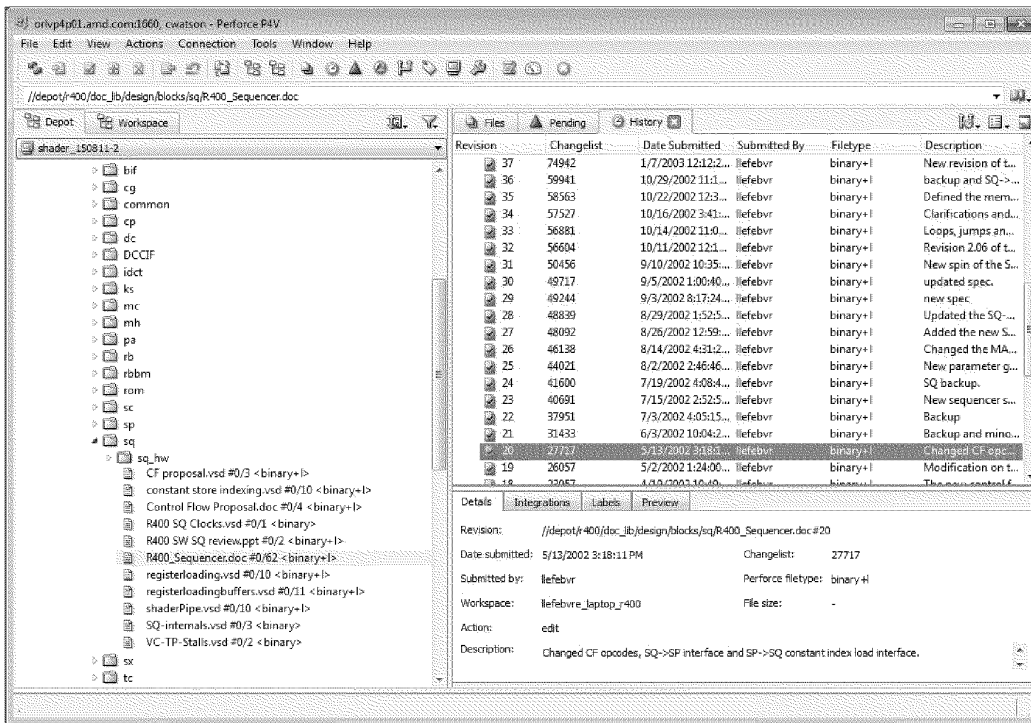 orlvp4p01.amd.com:1660, cwatson - Perforce P4V
File Edit View Actions Connection Tools Window Help
//depot/r400/doc_lib/design/blocks/sq/R400_Sequencer.doc
Depot Workspace
shader_150811-2
bif
cg
common
cp
dc
DCCIF
idct
ks
mc
mh
pa
rb
rbbm
rom
sc
sp
sq
sq_hw
CF proposal.vsd #0/3 <binary+l>
constant store indexing.vsd #0/10 <binary+l>
Control Flow Proposal.doc #0/4 <binary+l>
R400 SQ Clocks.vsd #0/1 <binary>
R400 SW SQ review.ppt #0/2 <binary+l>
R400_Sequencer.doc #0/62 <binary+l>
registerloading.vsd #0/10 <binary+l>
registerloadingbuffers.vsd #0/11 <binary+l>
shaderPipe.vsd #0/10 <binary+l>
SQ-internals.vsd #0/3 <binary>
VC-TP-Stalls.vsd #0/2 <binary>
sx
tc
Files Pending History
Revision Changelist Date Submitted Submitted By Filetype Description
37 74942 1/7/2003 12:12:2... llefebvr binary+l New revision of t...
36 59941 10/29/2002 11:1... llefebvr binary+l backup and SQ->...
35 58563 10/22/2002 12:3... llefebvr binary+l Defined the mem...
34 57527 10/16/2002 3:41:... llefebvr binary+l Clarifications and...
33 56881 10/14/2002 11:0... llefebvr binary+l Loops, jumps an...
32 56604 10/11/2002 12:1... llefebvr binary+l Revision 2.06 of t...
31 50456 9/10/2002 10:35:... llefebvr binary+l New spin of the S...
30 49717 9/5/2002 1:00:40... llefebvr binary+l updated spec.
29 49244 9/3/2002 8:17:24... llefebvr binary+l new spec
28 48839 8/29/2002 1:52:5... llefebvr binary+l Updated the SQ-...
27 48092 8/26/2002 12:59:... llefebvr binary+l Added the new S...
26 46138 8/14/2002 4:31:2... llefebvr binary+l Changed the MA...
25 44021 8/2/2002 2:46:46... llefebvr binary+l New parameter g...
24 41600 7/19/2002 4:08:4... llefebvr binary+l SQ backup.
23 40691 7/15/2002 2:52:5... llefebvr binary+l New sequencer s...
22 37951 7/3/2002 4:05:15... llefebvr binary+l Backup
21 31433 6/3/2002 10:04:2... llefebvr binary+l Backup and mino...
20 27717 5/13/2002 3:18:1... llefebvr binary+l Changed CF opc...
19 26057 5/2/2002 1:24:00... llefebvr binary+l Modification on t...
Details Integrations Labels Preview
Revision: //depot/r400/doc_lib/design/blocks/sq/R400_Sequencer.doc#20
Date submitted: 5/13/2002 3:18:11 PM Changelist: 27717
Submitted by: llefebvr Perforce filetype: binary+l
Workspace: llefebvre_laptop_r400 File size: -
Action: edit
Description: Changed CF opcodes, SQ->SP interface and SP->SQ constant index load interface.